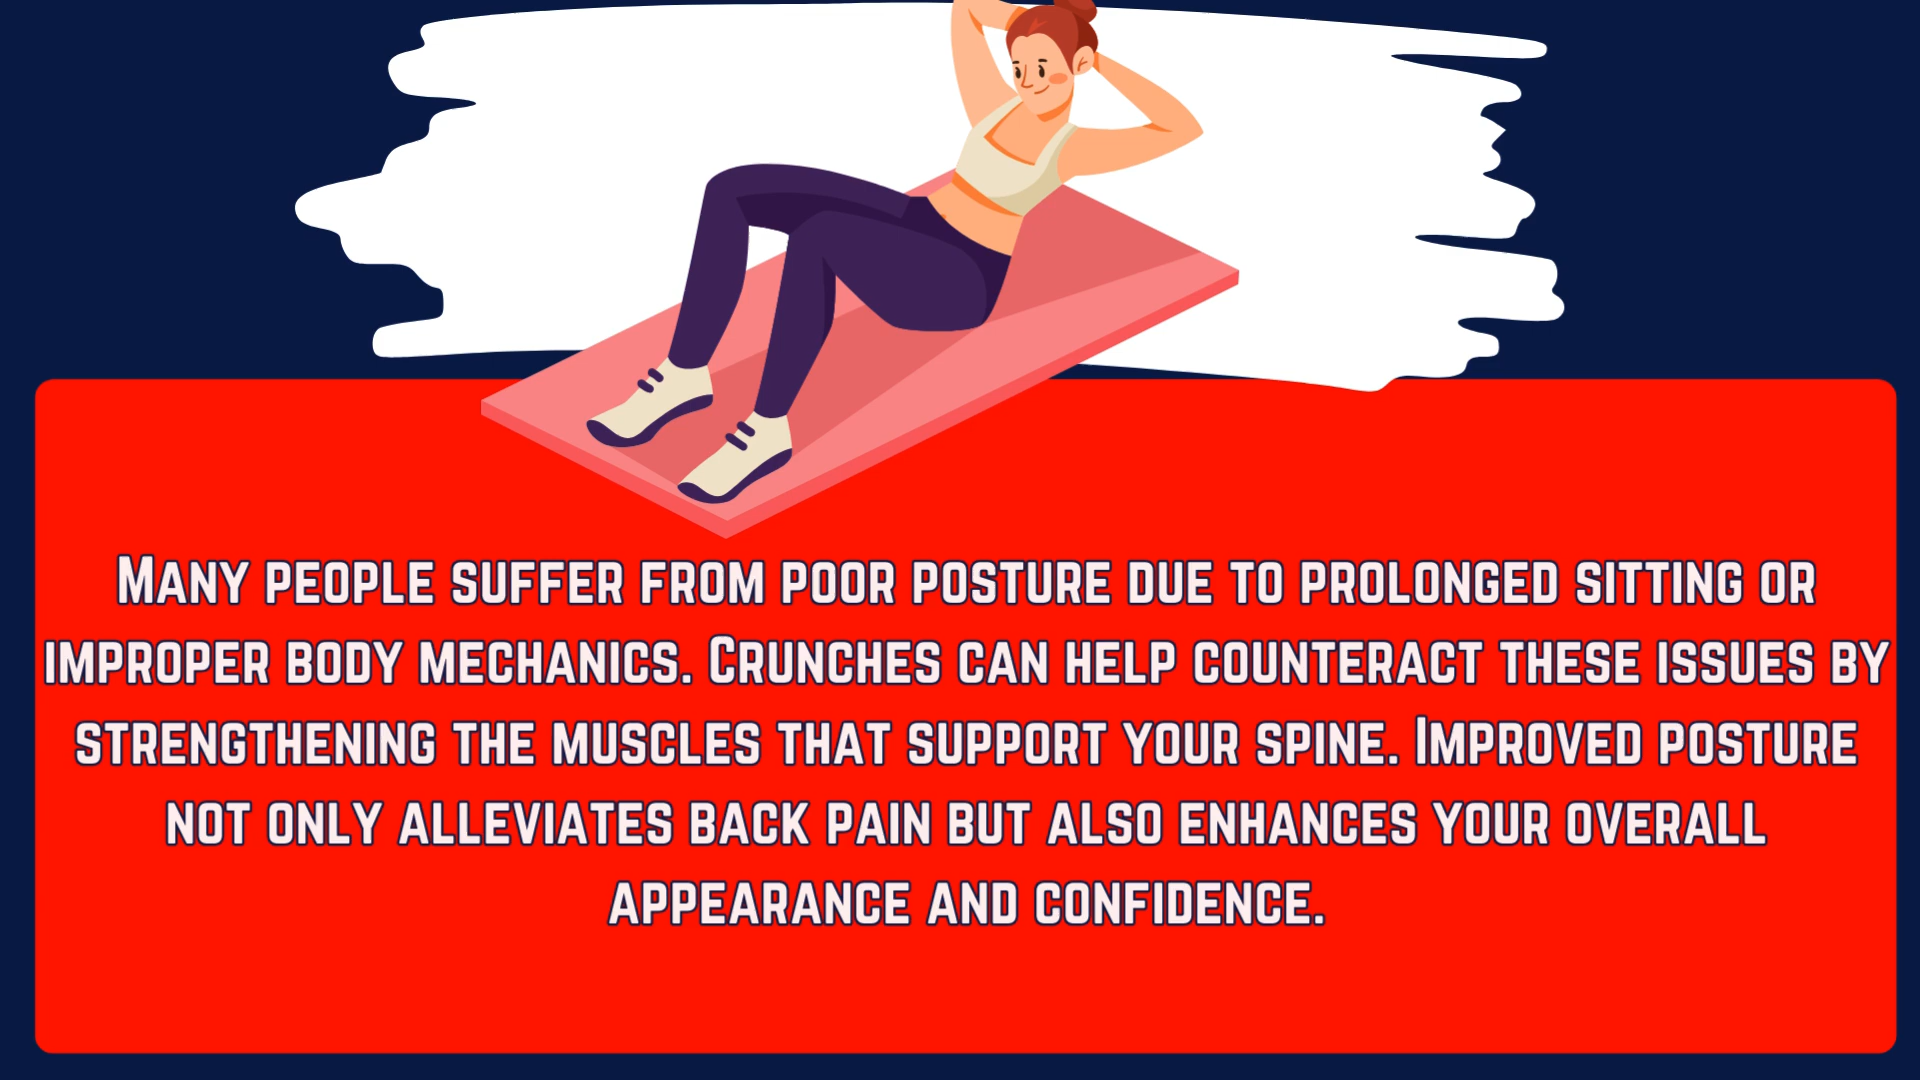 Many people suffer from poor posture due to prolonged sitting or
improper body mechanics. Crunches can help counteract these issues by
strengthening the muscles that support your spine. Improved posture
not only alleviates back pain but also enhances your overall
appearance and confidence.